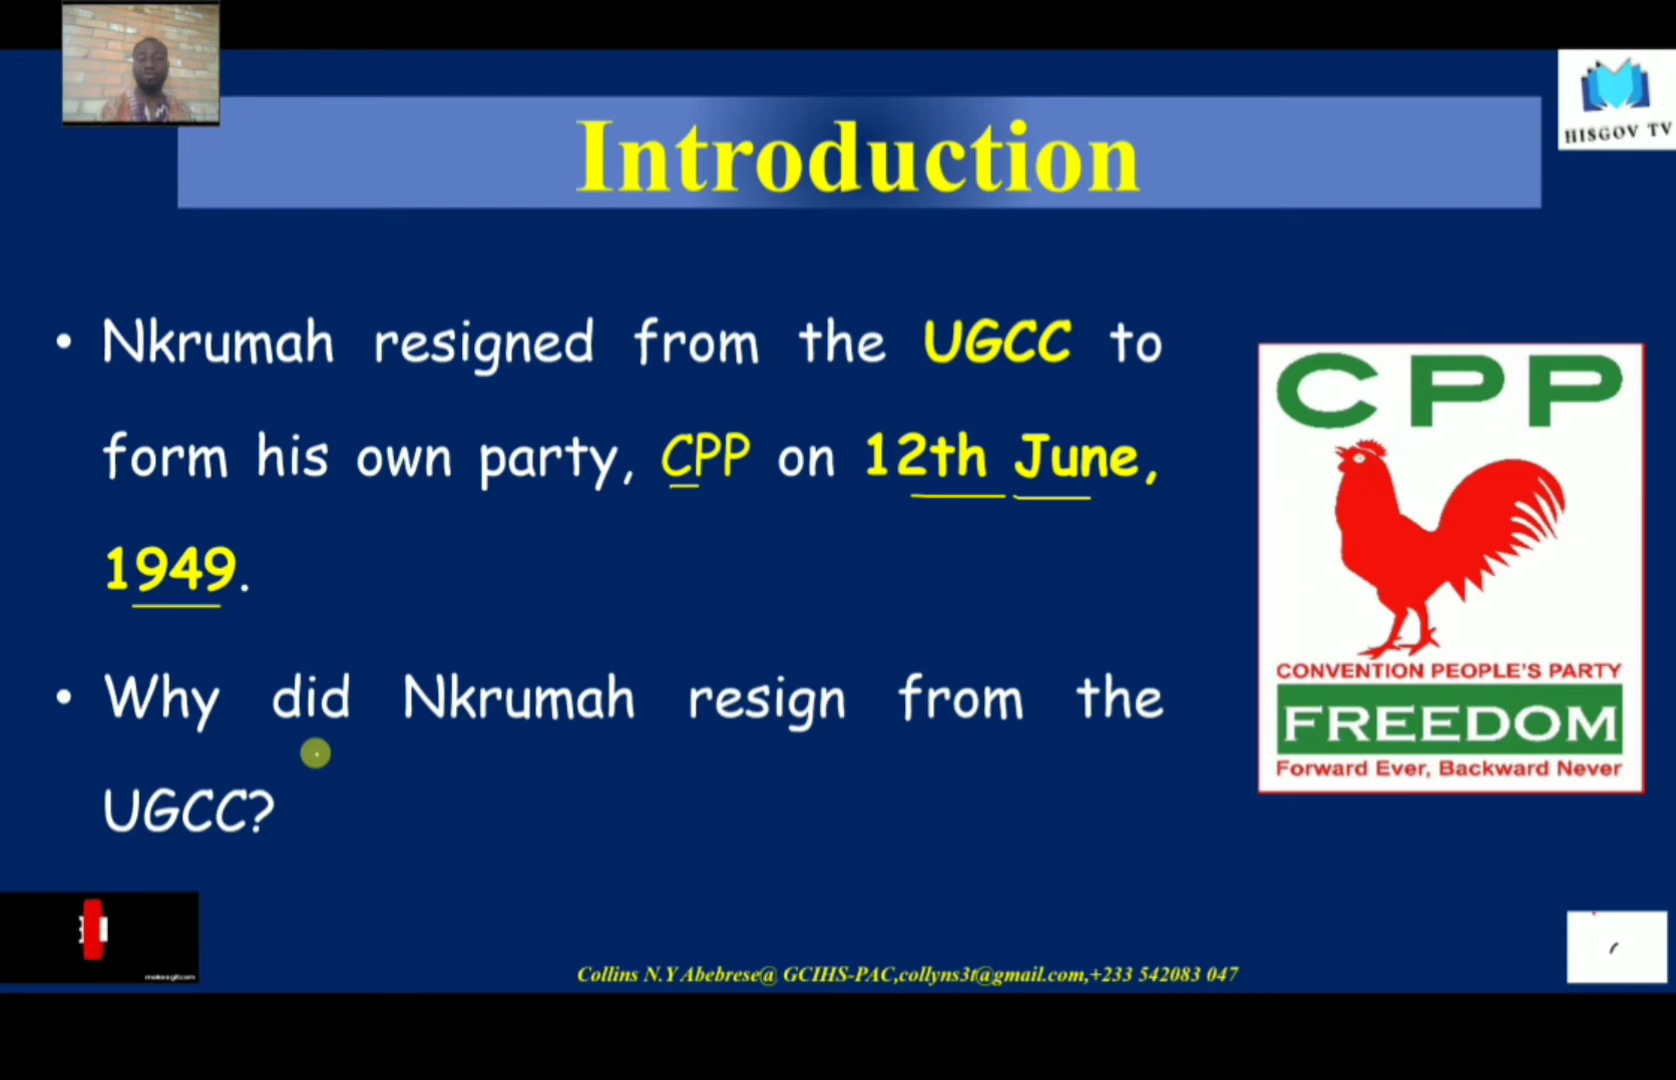 HISGOV TV
Introduction
• Nkrumah resigned from the UGCC to
form his own party, CPP on 12th June,
1949.
• Why did Nkrumah resign from the
UGCC?
CPP
CONVENTION PEOPLE'S PARTY
FREEDOM
Forward Ever, Backward Never
makeagif.com
Collins N.Y Abebrese@ GCIHS-PAC,collyns3t@gmail.com,+233 542083 047